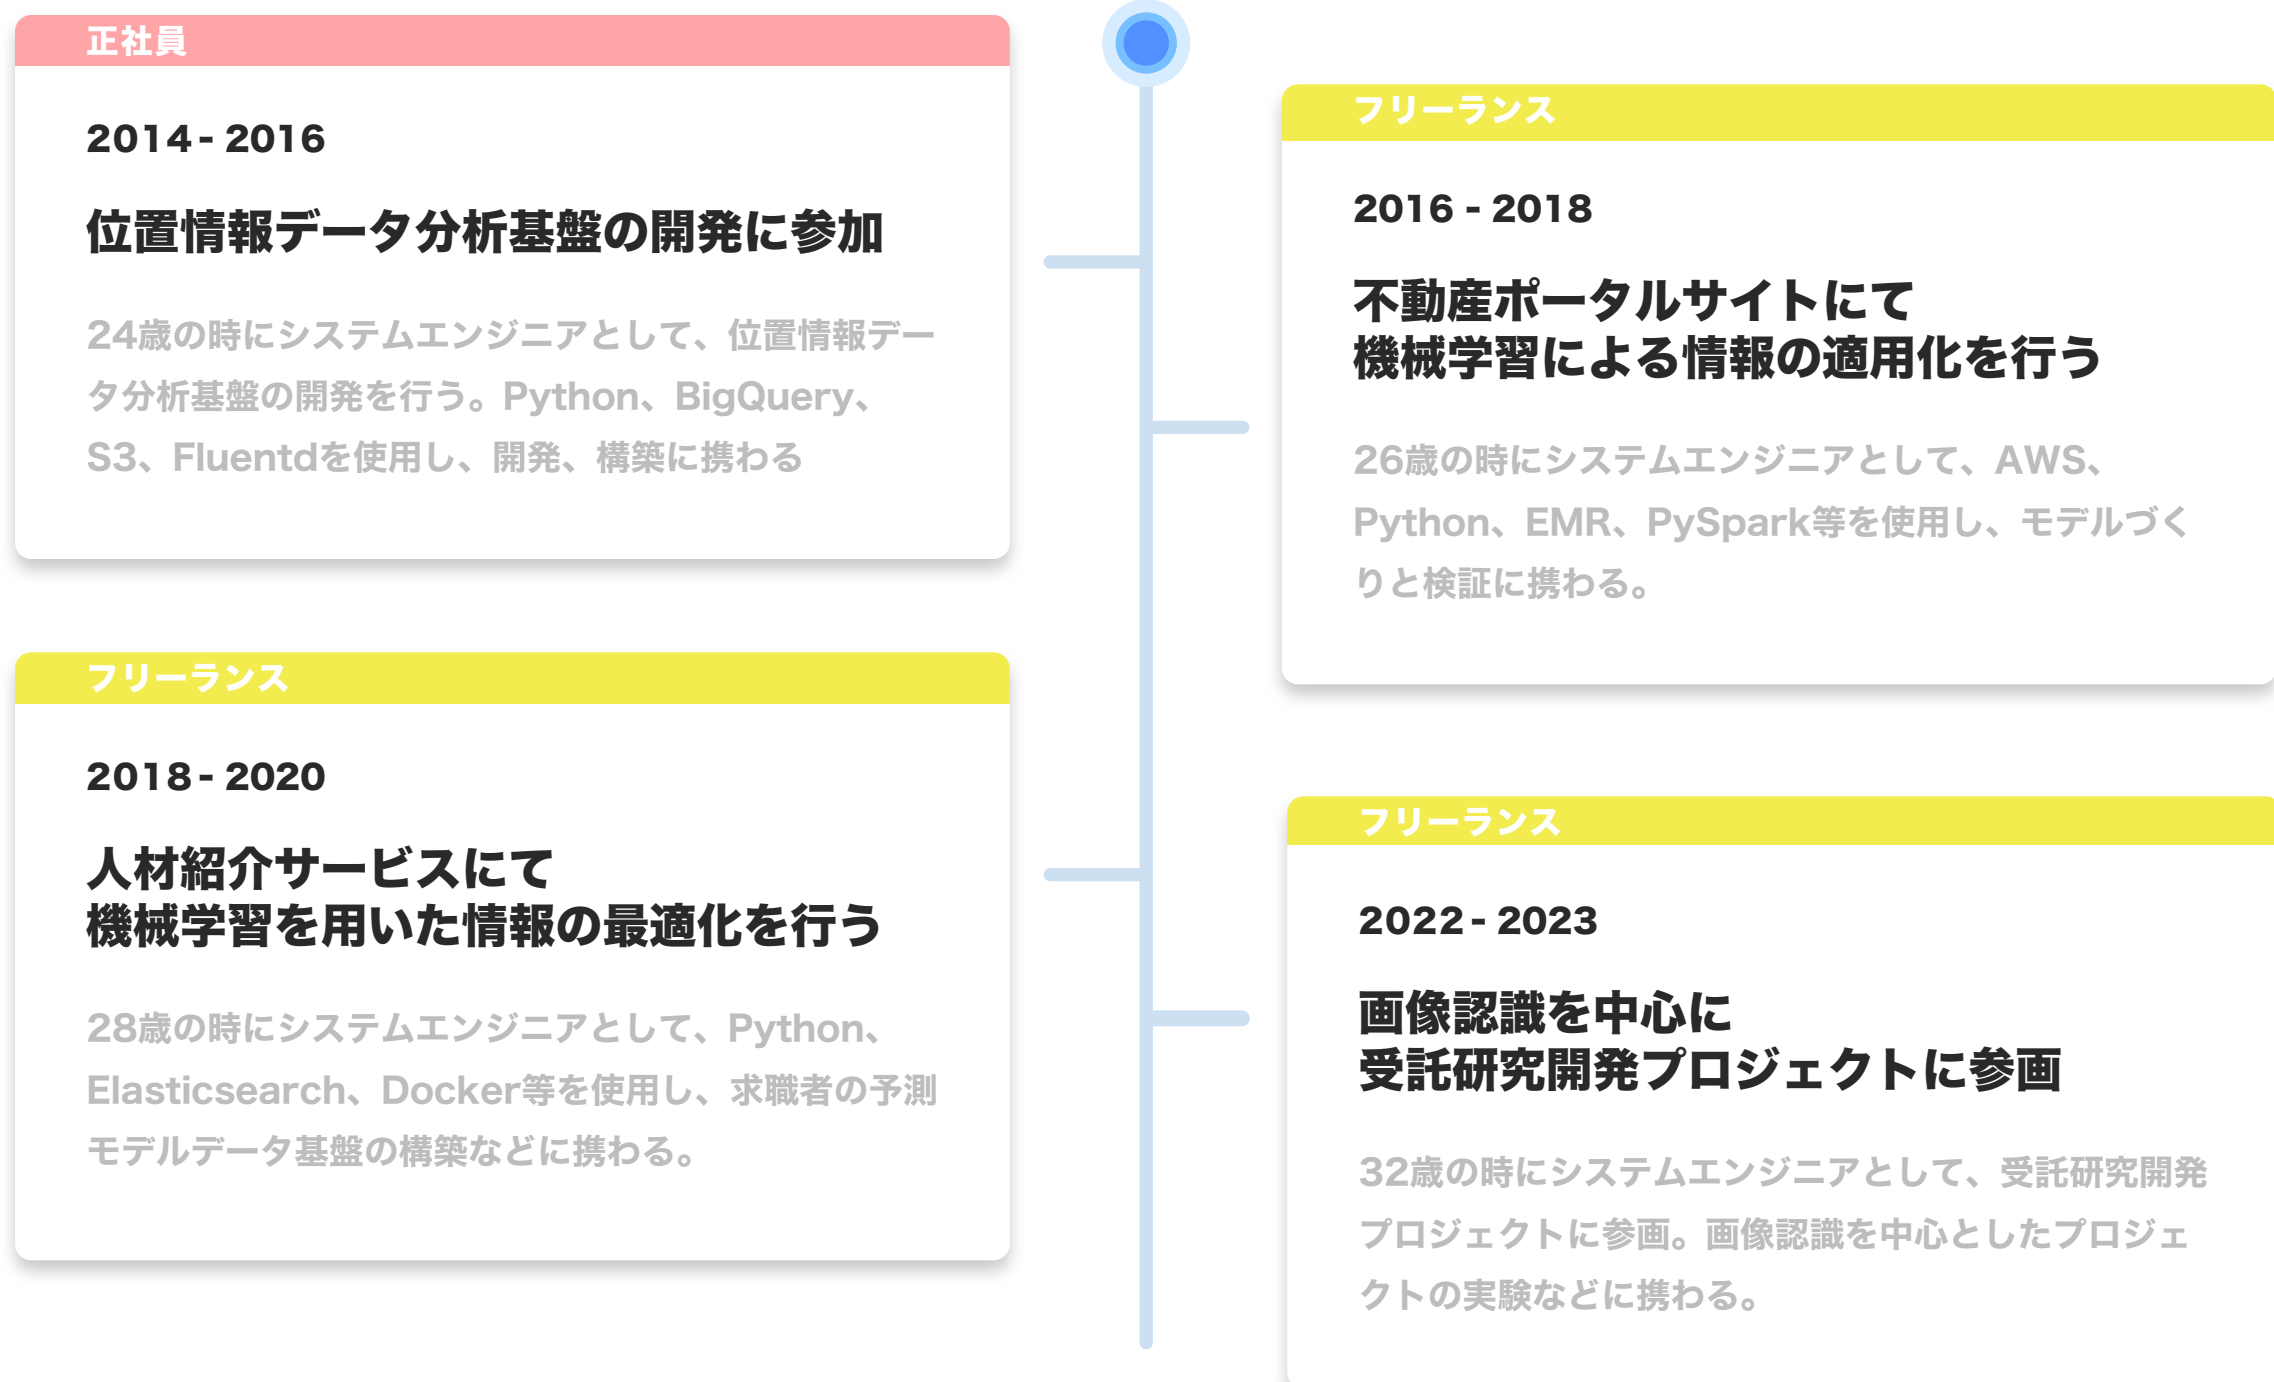 正社員
2014 - 2016
位置情報データ分析基盤の開発に参加
24歳の時にシステムエンジニアとして、位置情報デー
タ分析基盤の開発を行う。Python、BigQuery、
S3、Fluentdを使用し、開発、構築に携わる
フリーランス
2016 - 2018
不動産ポータルサイトにて
機械学習による情報の適用化を行う
26歳の時にシステムエンジニアとして、AWS、
Python、EMR、PySpark等を使用し、モデルづく
りと検証に携わる。
フリーランス
2018 - 2020
人材紹介サービスにて
機械学習を用いた情報の最適化を行う
28歳の時にシステムエンジニアとして、Python、
Elasticsearch、Docker等を使用し、求職者の予測
モデルデータ基盤の構築などに携わる。
フリーランス
2022 - 2023
画像認識を中心に
受託研究開発プロジェクトに参画
32歳の時にシステムエンジニアとして、受託研究開発
プロジェクトに参画。画像認識を中心としたプロジェ
クトの実験などに携わる。